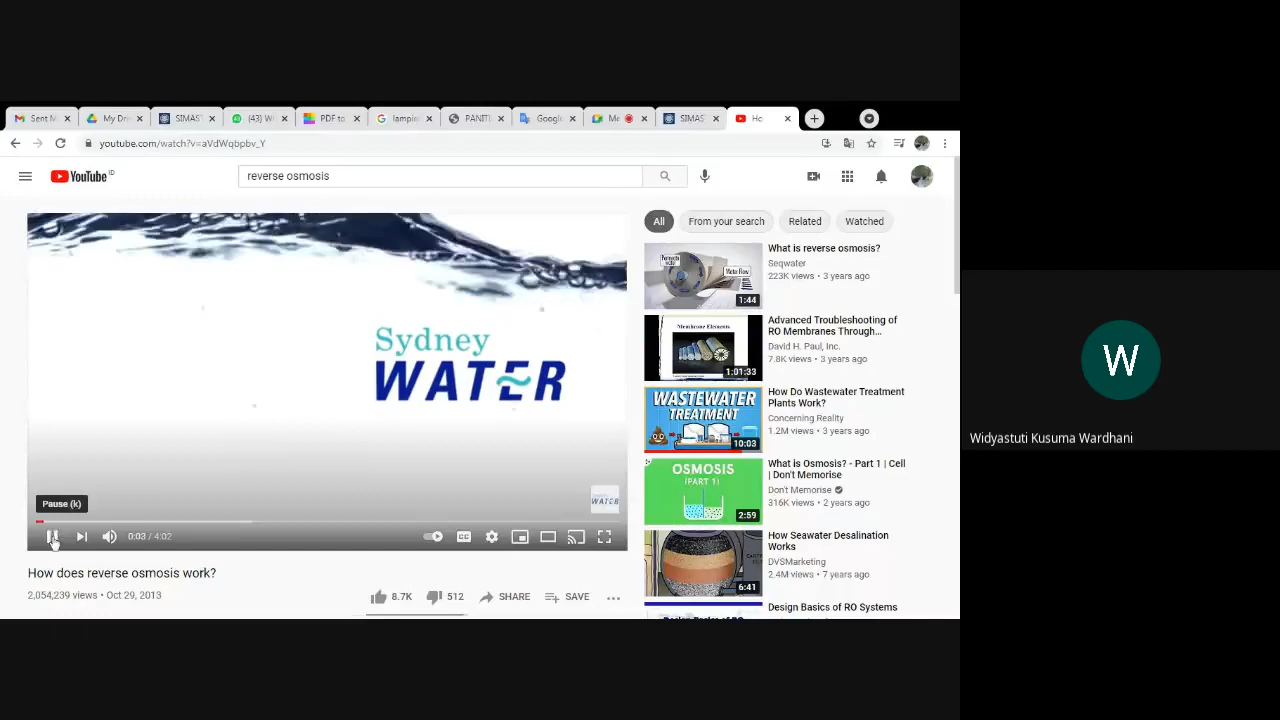 Sent M
My Dri
SIMAS
(43) W
PDF to
lampir
PANITI
Google
Me
SIMAS
Ho
youtube.com/watch?v=aVdWqbpbv_Y
YouTube ID
reverse osmosis
Sydney
WATER
WATER
Pause (k)
0:03 / 4:02
CC
How does reverse osmosis work?
2,054,239 views • Oct 29, 2013
8.7K
512
SHARE
SAVE
All
From your search
Related
Watched
1:44
What is reverse osmosis?
Seqwater
223K views • 3 years ago
Membrane Elements
1:01:33
Advanced Troubleshooting of
RO Membranes Through...
David H. Paul, Inc.
7.8K views • 3 years ago
WASTEWATER
TREATMENT
10:03
How Do Wastewater Treatment
Plants Work?
Concerning Reality
1.2M views • 3 years ago
OSMOSIS
(PART 1)
2:59
What is Osmosis? - Part 1 | Cell
| Don't Memorise
Don't Memorise
316K views • 2 years ago
6:41
How Seawater Desalination
Works
DVSMarketing
2.4M views • 7 years ago
Design Basics of RO Systems
W
Widyastuti Kusuma Wardhani